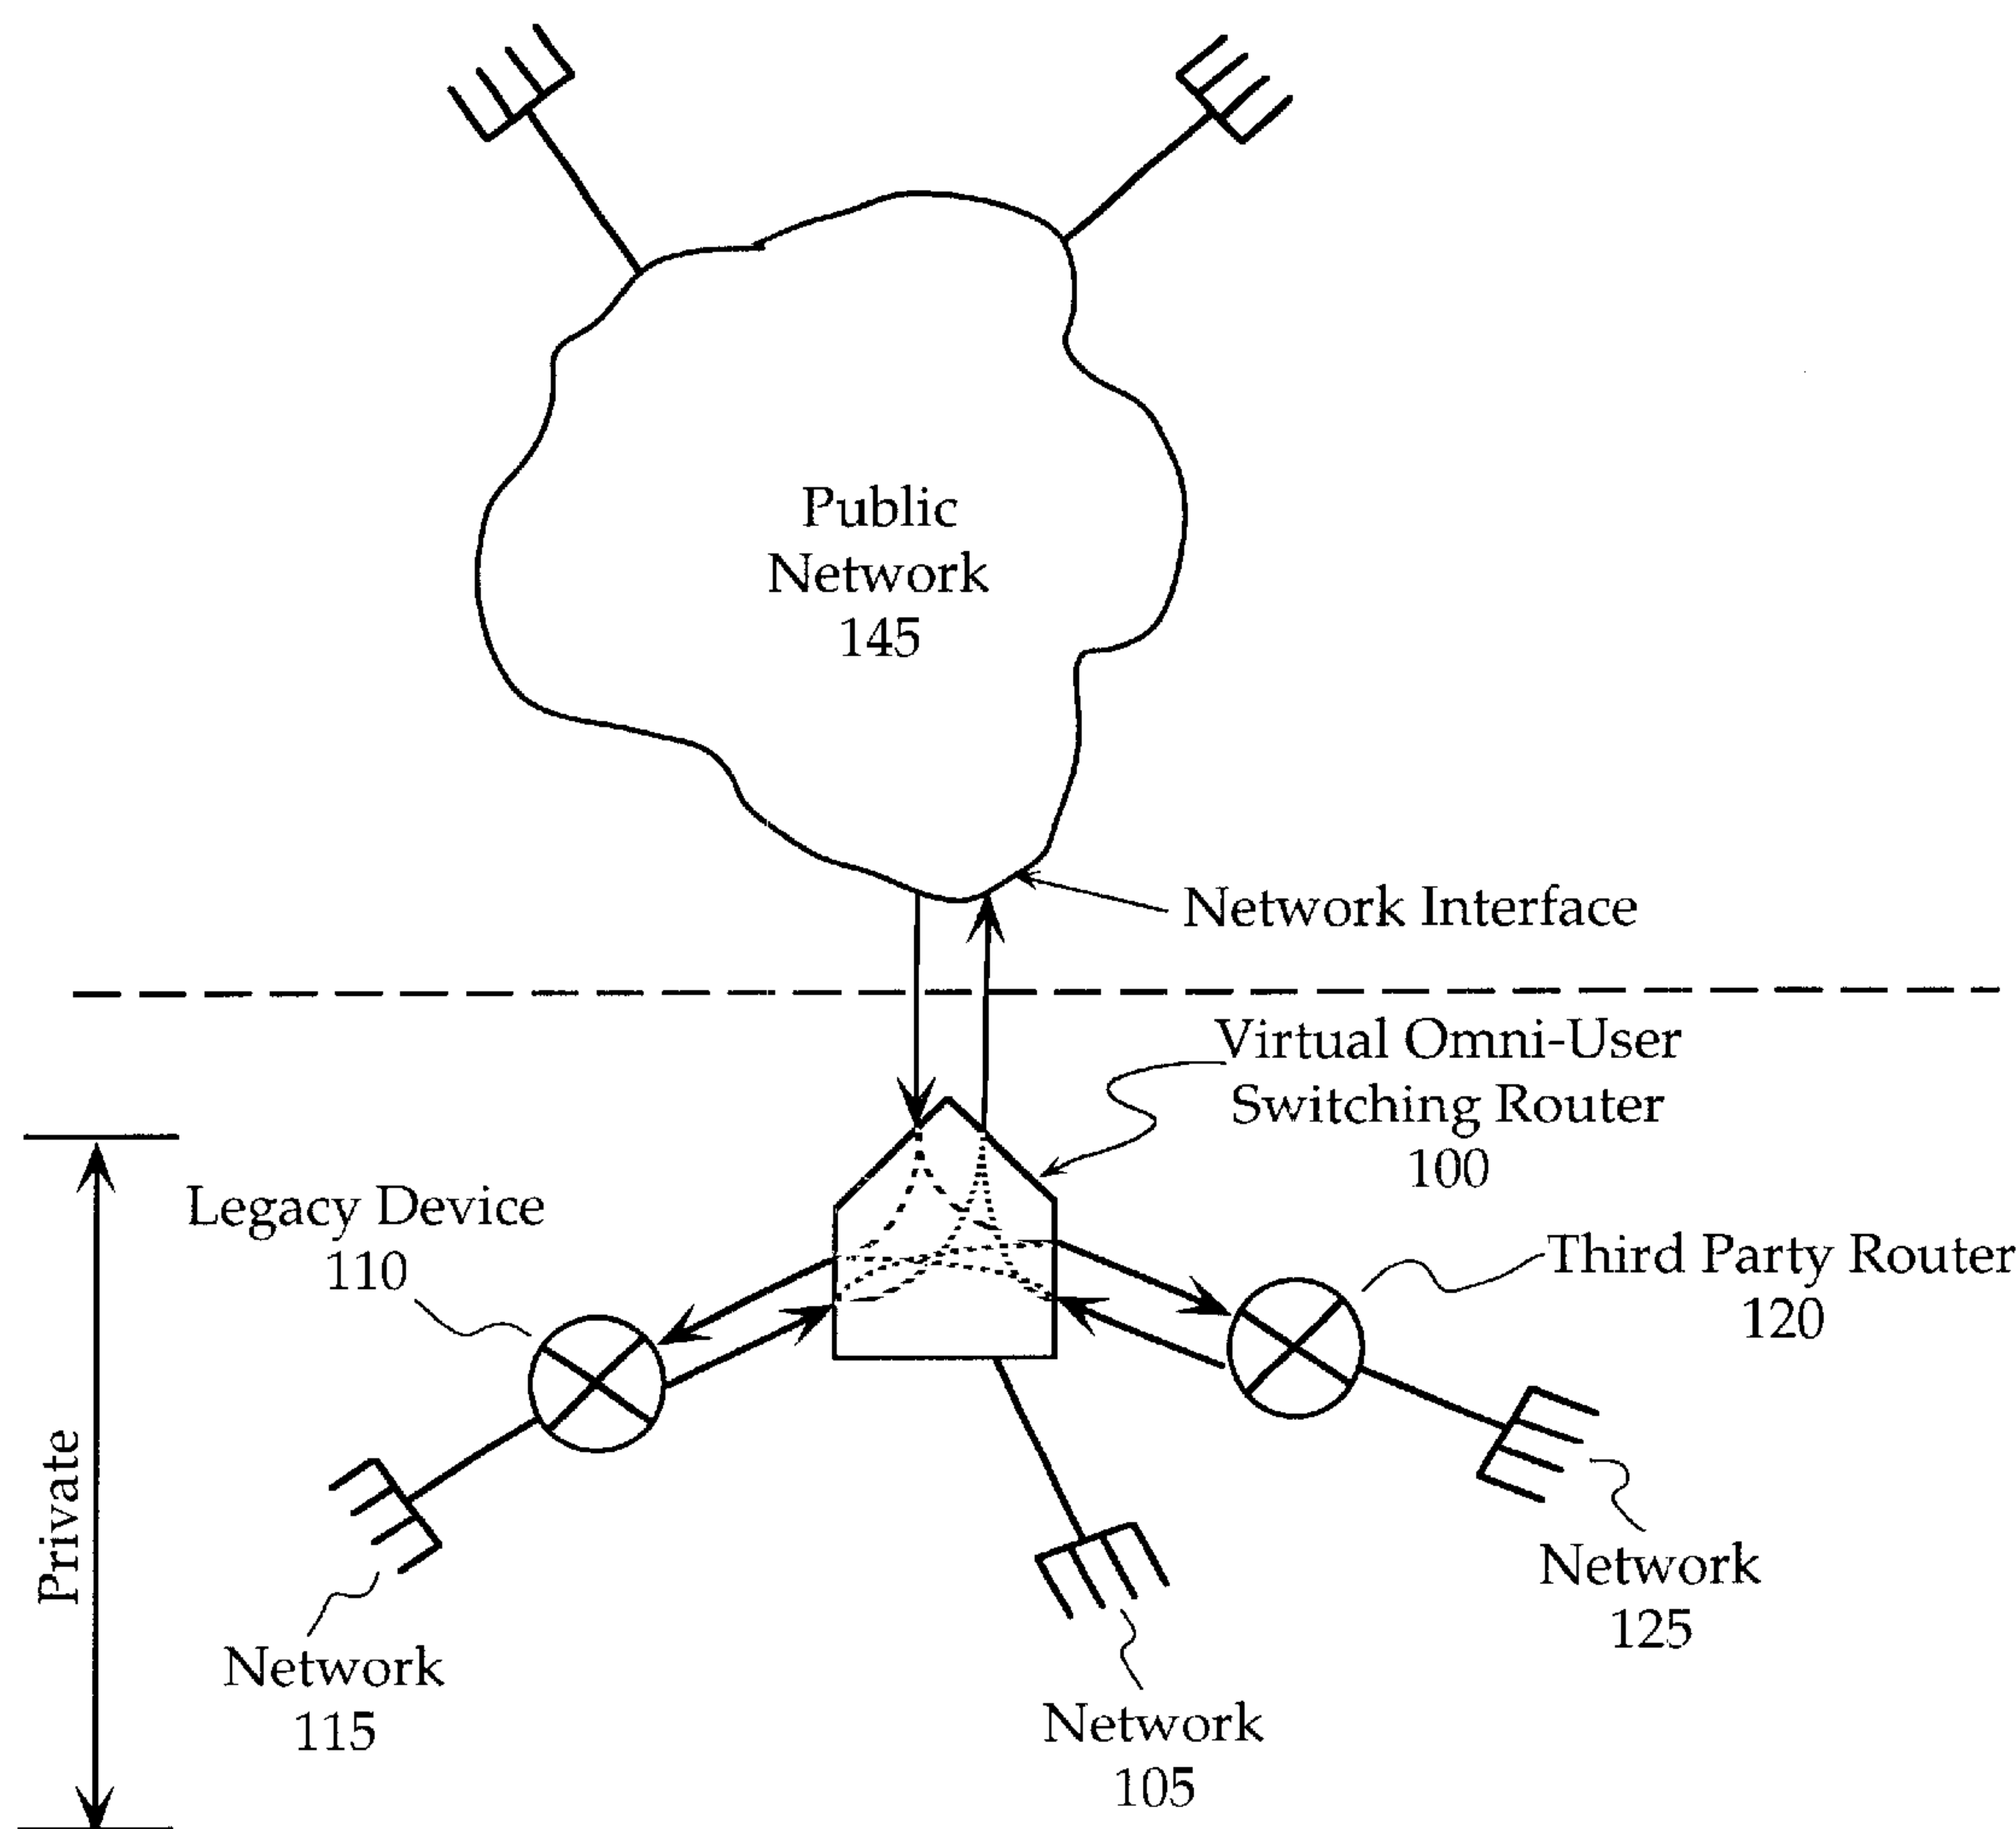 Public
Network
145
Network Interface
Virtual Omni-User
Switching Router
100
Legacy Device
110
Third Party Router
120
Private
Network
125
Network
115
Network
105